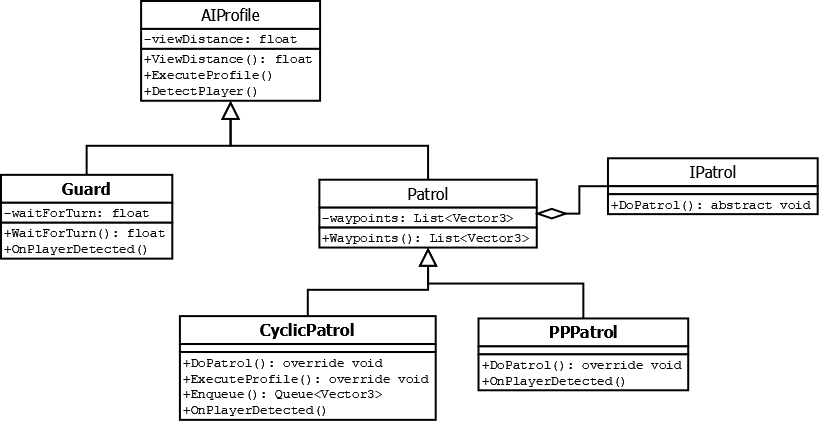 AIProfile
-viewDistance: float
+ViewDistance(): float
+ExecuteProfile()
+DetectPlayer()
Guard
-waitForTurn: float
+WaitForTurn(): float
+OnPlayerDetected()
Patrol
-waypoints: List<Vector3>
+Waypoints(): List<Vector3>
IPatrol
+DoPatrol(): abstract void
CyclicPatrol
+DoPatrol(): override void
+ExecuteProfile(): override void
+Enqueue(): Queue<Vector3>
+OnPlayerDetected()
PPPatrol
+DoPatrol(): override void
+OnPlayerDetected()